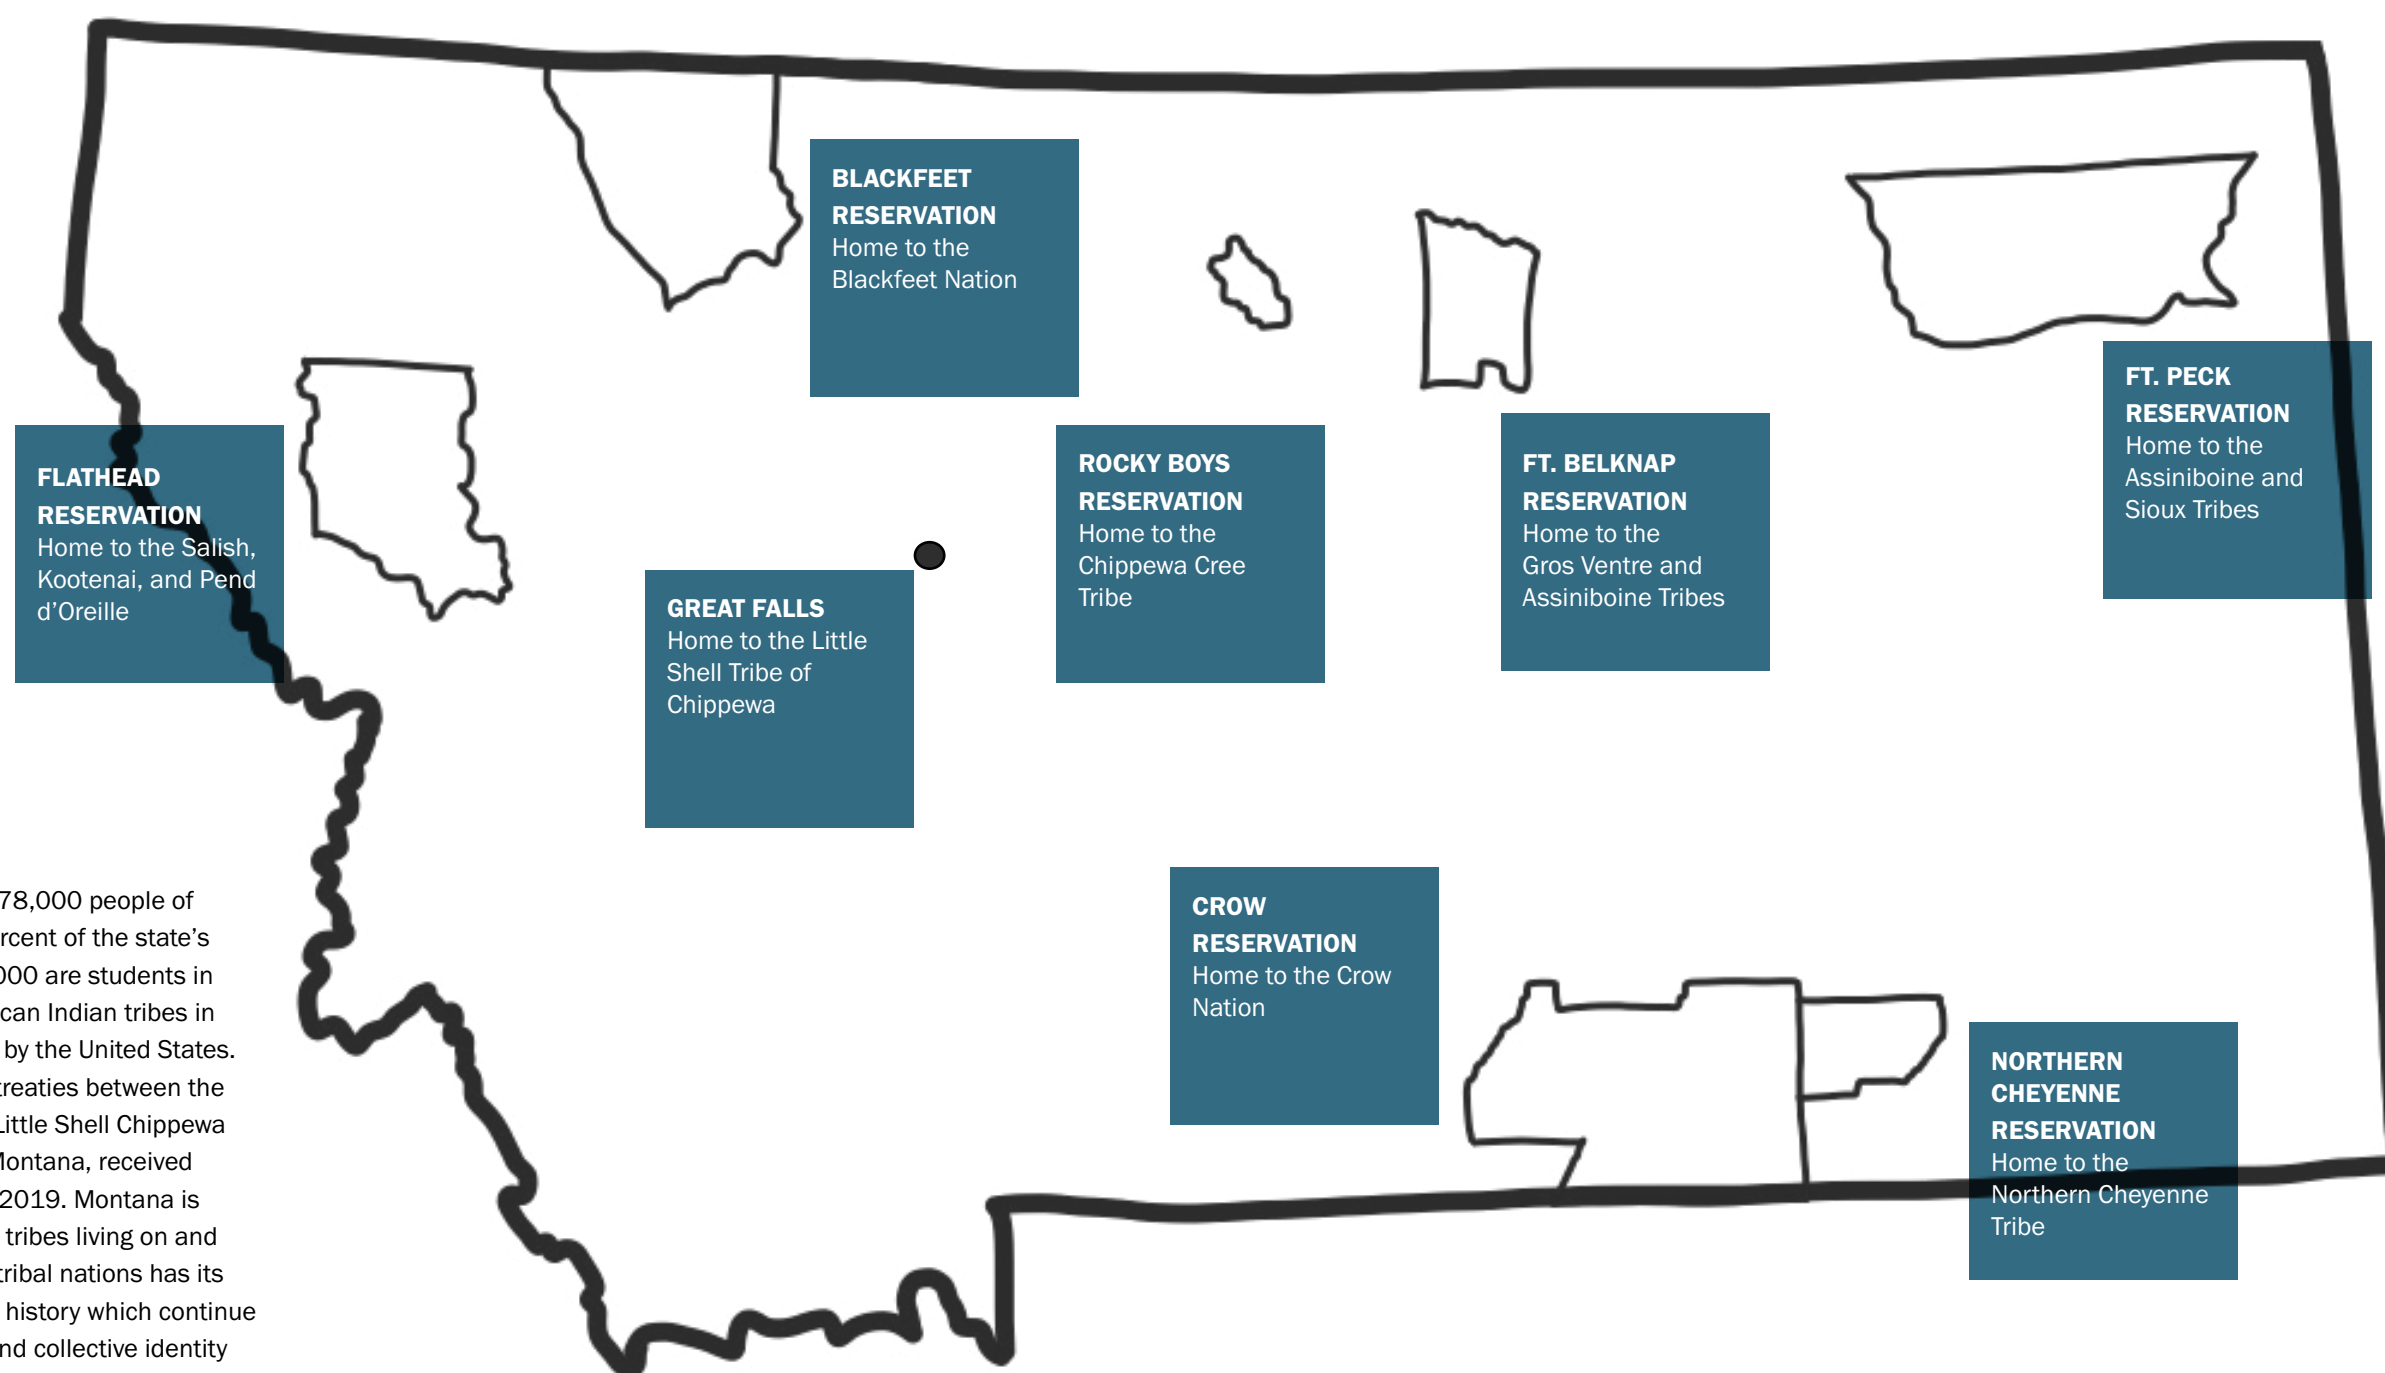 BLACKFEET
RESERVATION
Home to the
Blackfeet Nation
FT. PECK
RESERVATION
Home to the
Assiniboine and
Sioux Tribes
FLATHEAD
RESERVATION
Home to the Salish,
Kootenai, and Pend
d’Oreille
ROCKY BOYS
RESERVATION
Home to the
Chippewa Cree
Tribe
FT. BELKNAP
RESERVATION
Home to the
Gros Ventre and
Assiniboine Tribes
GREAT FALLS
Home to the Little
Shell Tribe of
Chippewa
CROW
RESERVATION
Home to the Crow
Nation
NORTHERN
CHEYENNE
RESERVATION
Home to the
Northern Cheyenne
Tribe
78,000 people of
of the state’s
are students in
Indian tribes in
by the United States.
treaties between the
Little Shell Chippewa
Montana, received
2019. Montana is
tribes living on and
tribal nations has its
history which continue
collective identity